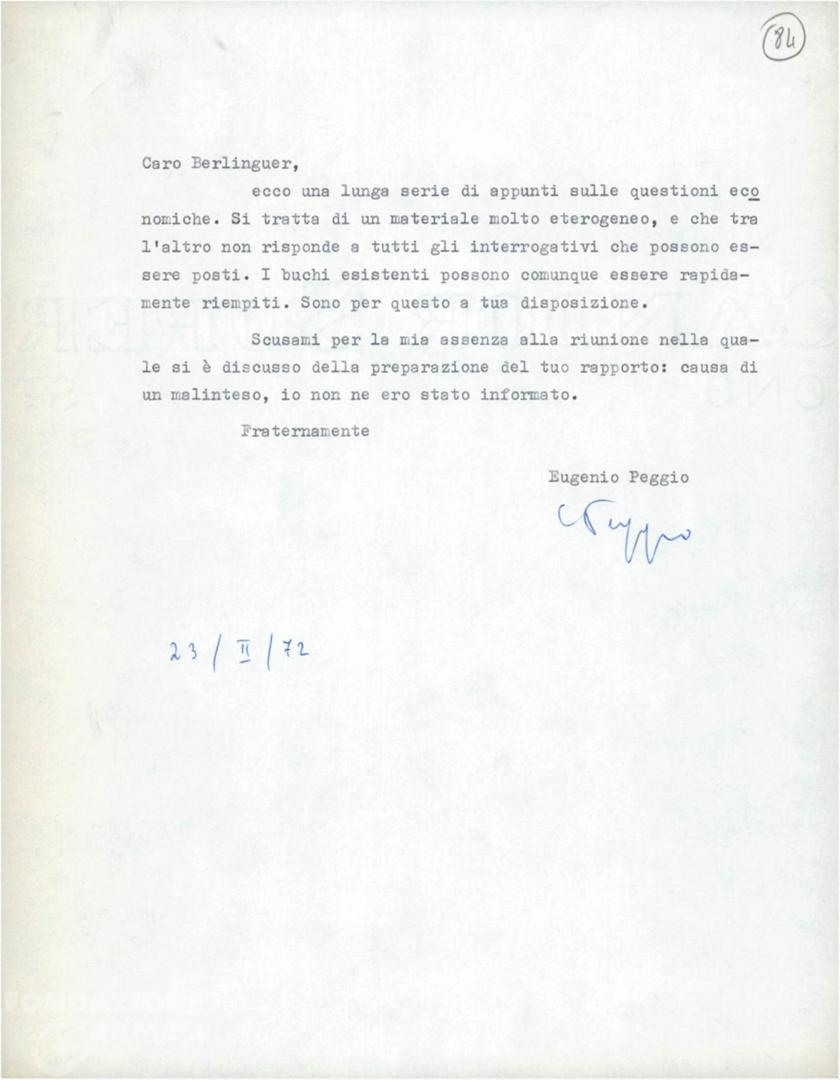 84
Caro Berlinguer,
ecco una lunga serie di appunti sulle questioni eco
nomiche. Si tratta di un materiale molto eterogeneo, e che tra
l'altro non risponde a tutti gli interrogativi che possono es-
sere posti. I buchi esistenti possono comunque essere rapida-
mente riempiti. Sono per questo a tua disposizione.
Scusami per la mia assenza alla riunione nella qua-
le si è discusso della preparazione del tuo rapporto: causa di
un malinteso, io non ne ero stato informato.
Fraternamente
Eugenio Peggio
EPeggio
23/II/72